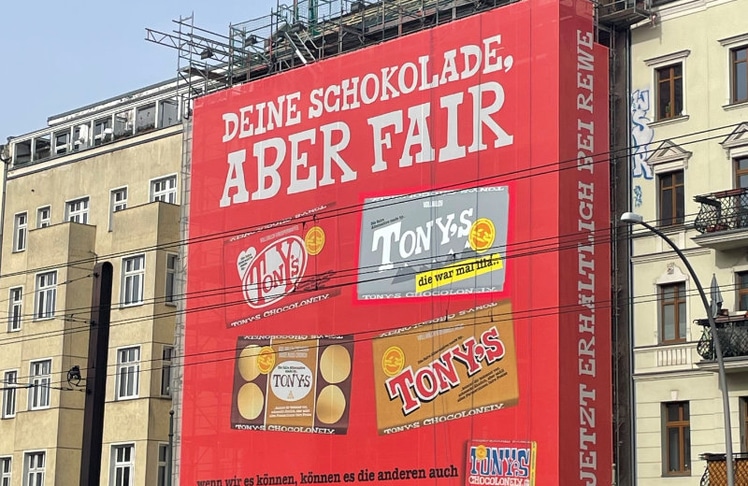 DEINE SCHOKOLADE,
ABER FAIR
TONY'S
TONY'S CHOCOLONELY
VOLLMILCH
TONY'S
die war mal lila..
TONY'S CHOCOLONELY
TONY'S
TONY'S CHOCOLONELY
TONY'S
TONY'S CHOCOLONELY
wenn wir es können, können es die anderen auch
TONY'S
CHOCOLONELY
JETZT ERHÄLTLICH BEI REWE